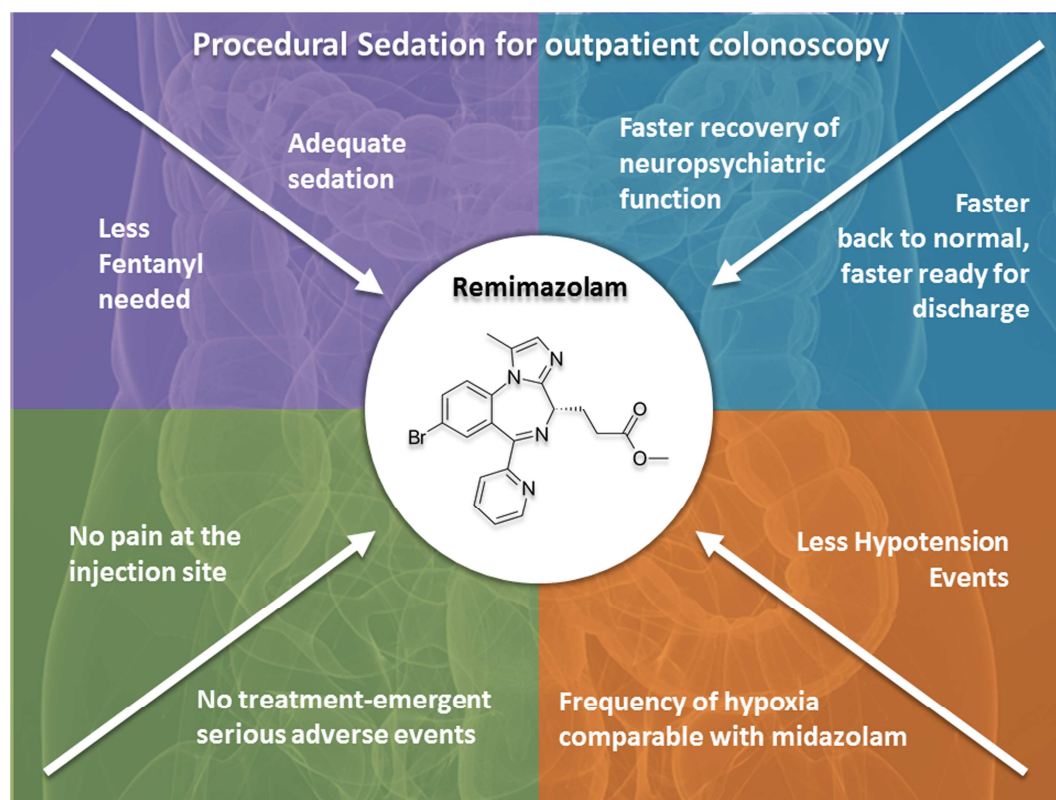 Procedural Sedation for outpatient colonoscopy
Adequate
sedation
Less
Fentanyl
needed
Faster recovery of
neuropsychiatric
function
Faster
back to normal,
faster ready for
discharge
Remimazolam
N
N
N
Br
N
O
O
No pain at the
injection site
No treatment-emergent
serious adverse events
Less Hypotension
Events
Frequency of hypoxia
comparable with midazolam